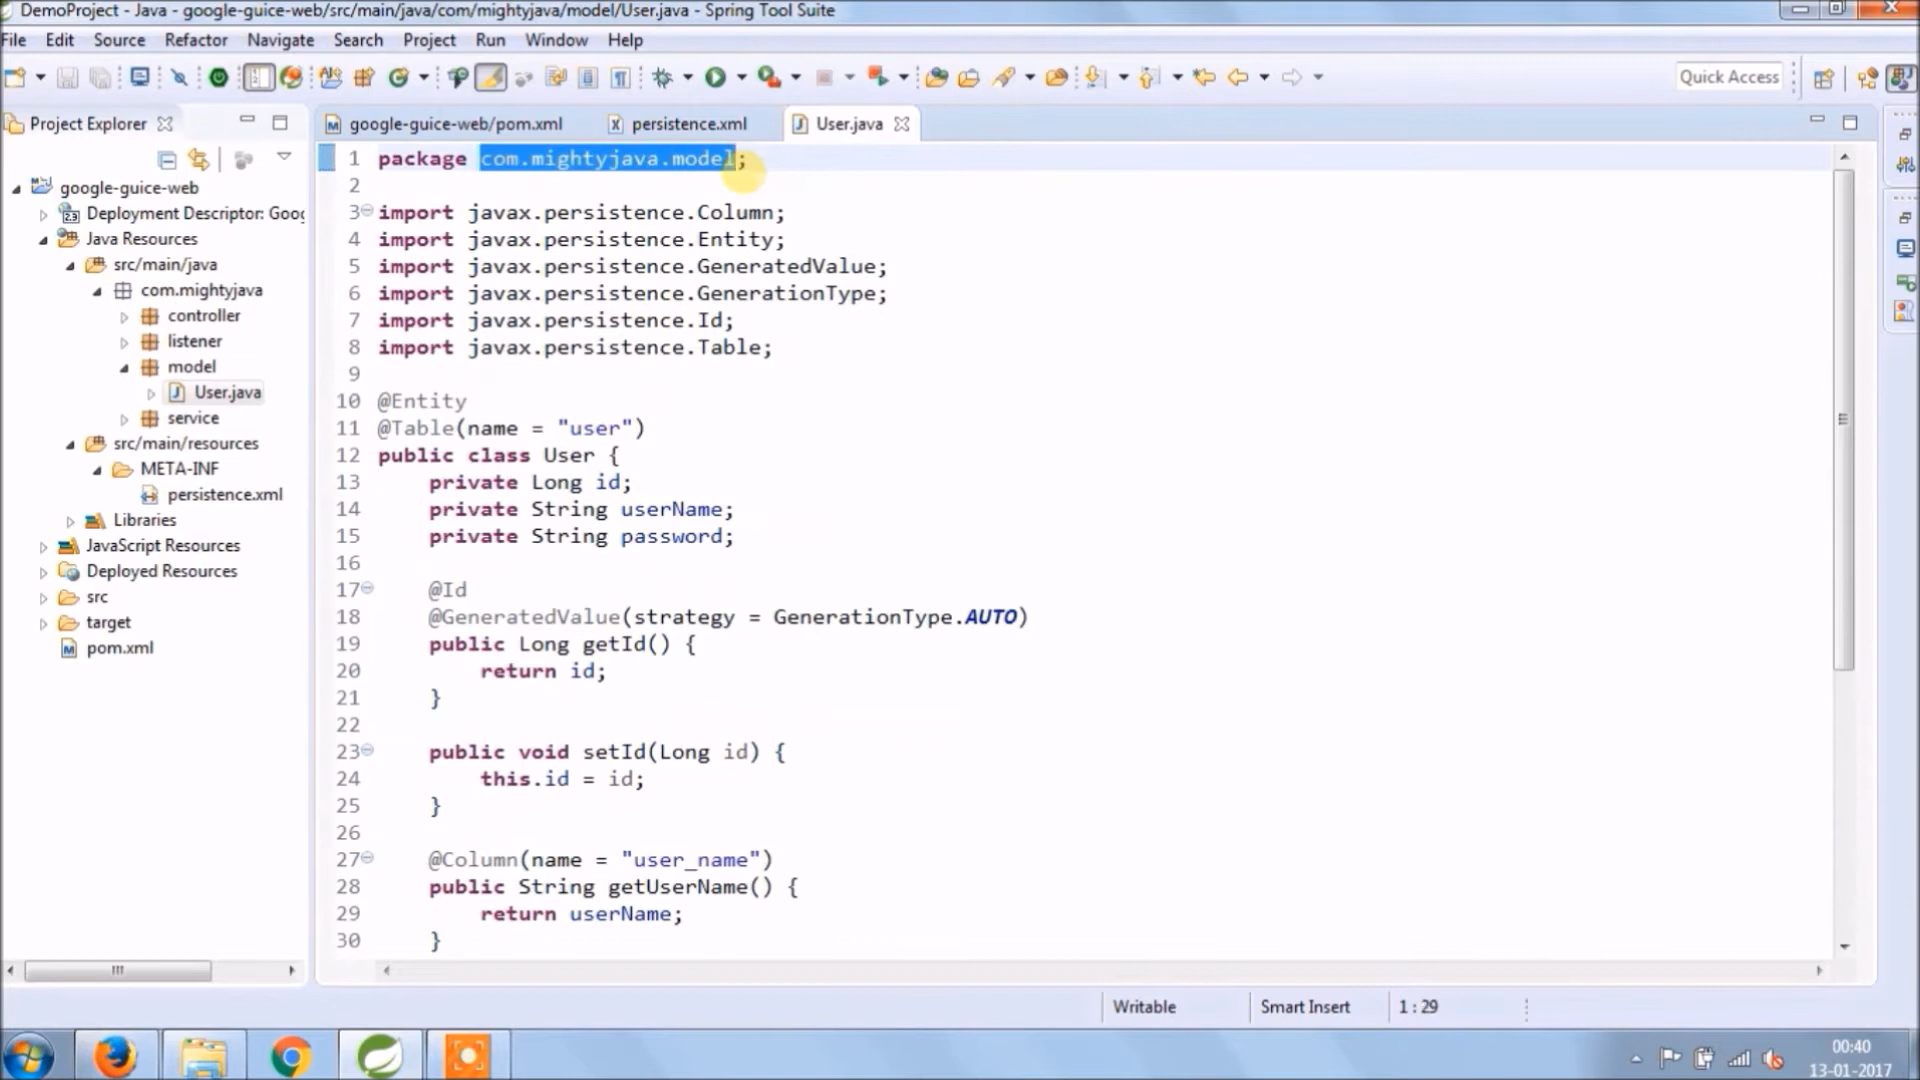 DemoProject - Java - google-guice-web/src/main/java/com/mightyjava/model/User.java - Spring Tool Suite
File Edit Source Refactor Navigate Search Project Run Window Help
Quick Access
Project Explorer
google-guice-web/pom.xml persistence.xml User.java
google-guice-web
Deployment Descriptor: Goog
Java Resources
src/main/java
com.mightyjava
controller
listener
model
User.java
service
src/main/resources
META-INF
persistence.xml
Libraries
JavaScript Resources
Deployed Resources
src
target
pom.xml
1 package com.mightyjava.model;
2
3 import javax.persistence.Column;
4 import javax.persistence.Entity;
5 import javax.persistence.GeneratedValue;
6 import javax.persistence.GenerationType;
7 import javax.persistence.Id;
8 import javax.persistence.Table;
9
10 @Entity
11 @Table(name = "user")
12 public class User {
13 private Long id;
14 private String userName;
15 private String password;
16
17 @Id
18 @GeneratedValue(strategy = GenerationType.AUTO)
19 public Long getId() {
20 return id;
21 }
22
23 public void setId(Long id) {
24 this.id = id;
25 }
26
27 @Column(name = "user_name")
28 public String getUserName() {
29 return userName;
30 }
Writable Smart Insert 1 : 29
00:40
13-01-2017